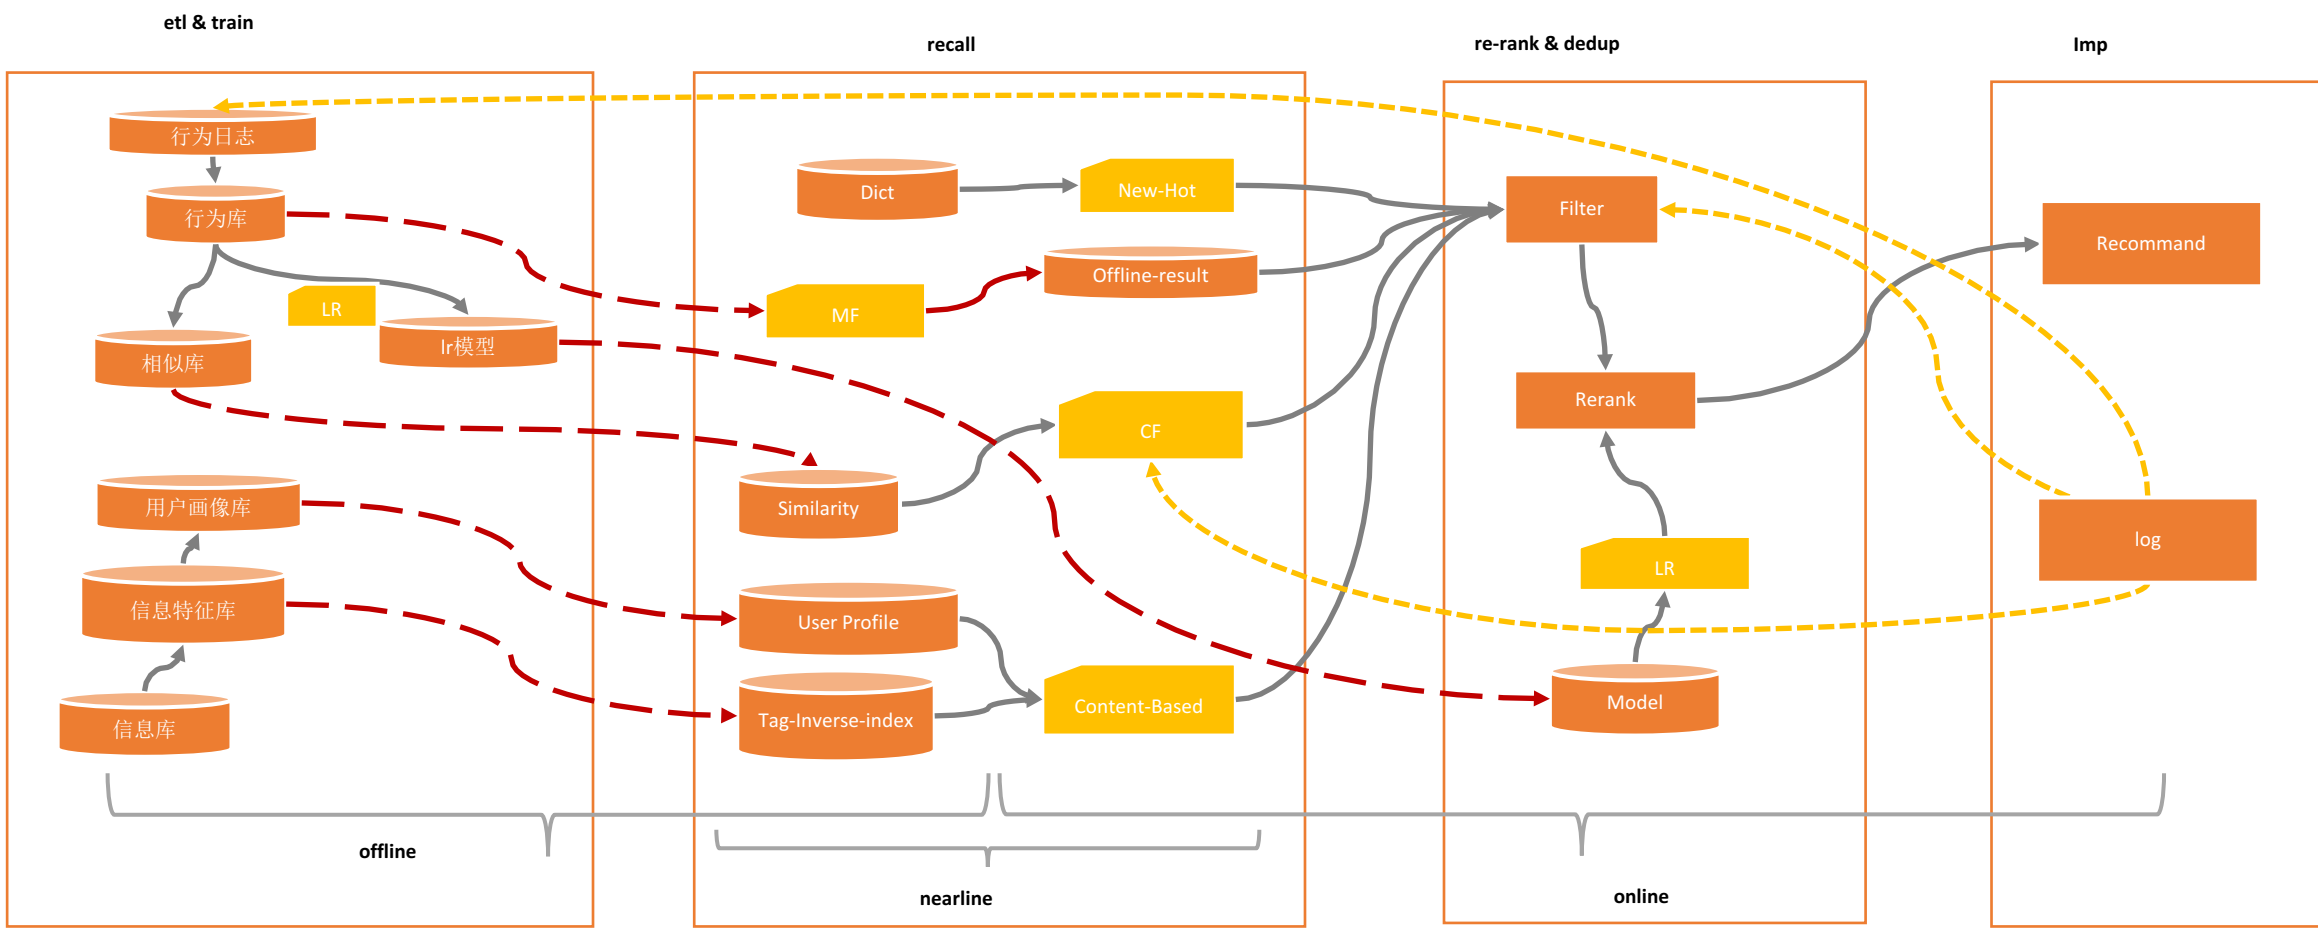 etl & train
recall
re-rank & dedup
Imp
行为日志
行为库
LR
lr模型
相似库
用户画像库
信息特征库
信息库
Dict
New-Hot
Offline-result
MF
CF
Similarity
User Profile
Tag-Inverse-index
Content-Based
Filter
Rerank
LR
Model
Recommand
log
offline
nearline
online